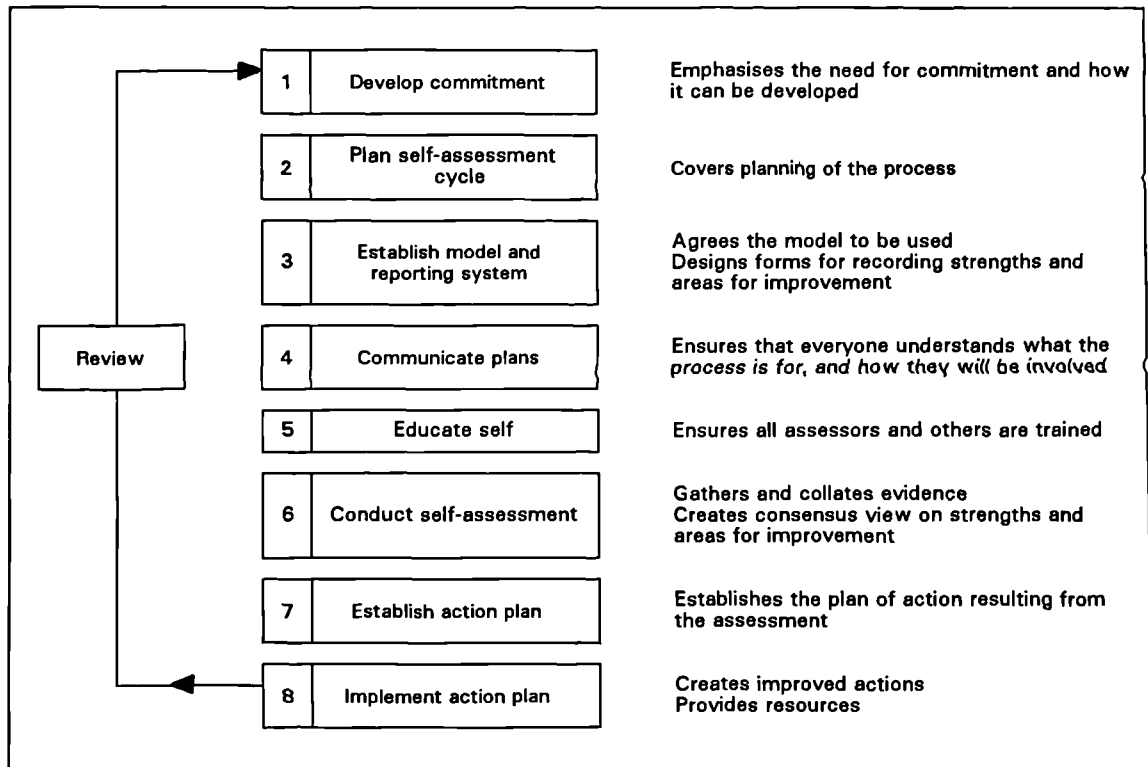 1
Develop commitment
Emphasises the need for commitment and how
it can be developed
2
Plan self-assessment
cycle
Covers planning of the process
3
Establish model and
reporting system
Agrees the model to be used
Designs forms for recording strengths and
areas for improvement
Review
4
Communicate plans
Ensures that everyone understands what the
process is for, and how they will be involved
5
Educate self
Ensures all assessors and others are trained
6
Conduct self-assessment
Gathers and collates evidence
Creates consensus view on strengths and
areas for improvement
7
Establish action plan
Establishes the plan of action resulting from
the assessment
8
Implement action plan
Creates improved actions
Provides resources